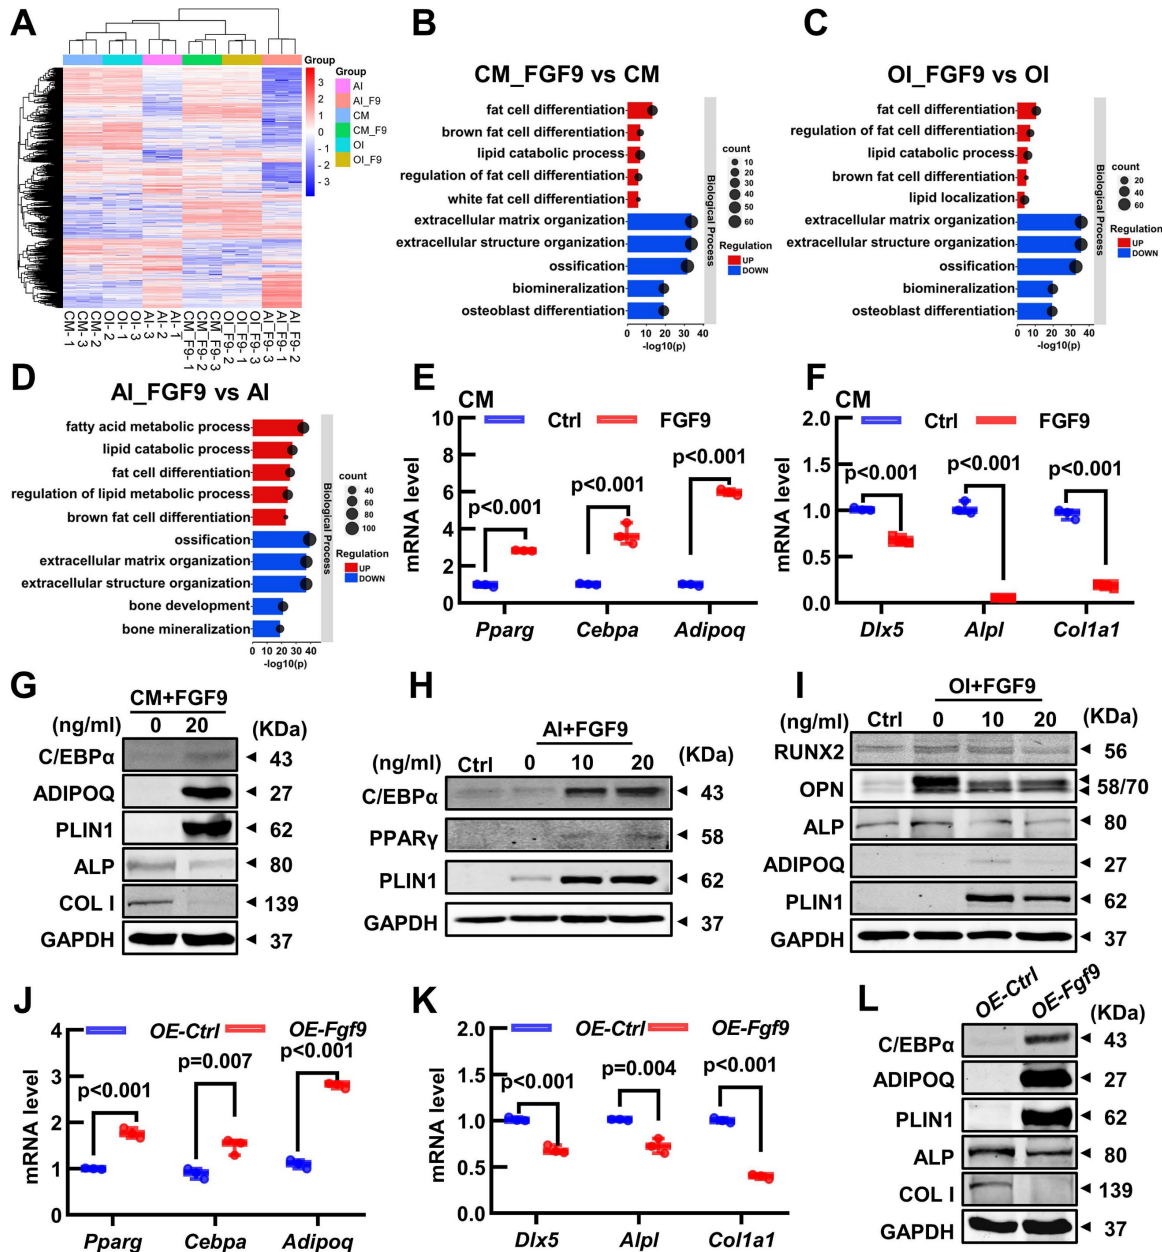 A
Group
3
2
1
0
- 1
- 2
- 3
Group
AI
AI_F9
CM
CM_F9
OI
OI_F9
CM- 1
CM- 3
CM- 2
OI- 2
OI- 1
OI- 3
AI- 3
AI- 2
AI- 1
CM_F9- 2
CM_F9- 1
CM_F9- 3
OI_F9- 2
OI_F9- 1
OI_F9- 3
AI_F9- 3
AI_F9- 1
AI_F9- 2
B
CM_FGF9 vs CM
fat cell differentiation
brown fat cell differentiation
lipid catabolic process
regulation of fat cell differentiation
white fat cell differentiation
extracellular matrix organization
extracellular structure organization
ossification
biomineralization
osteoblast differentiation
0 10 20 30 40
-log10(p)
Biological Process
count
10
20
30
40
50
60
Regulation
UP
DOWN
C
OI_FGF9 vs OI
fat cell differentiation
regulation of fat cell differentiation
lipid catabolic process
brown fat cell differentiation
lipid localization
extracellular matrix organization
extracellular structure organization
ossification
biomineralization
osteoblast differentiation
0 10 20 30 40
-log10(p)
Biological Process
count
20
40
60
Regulation
UP
DOWN
D
AI_FGF9 vs AI
fatty acid metabolic process
lipid catabolic process
fat cell differentiation
regulation of lipid metabolic process
brown fat cell differentiation
ossification
extracellular matrix organization
extracellular structure organization
bone development
bone mineralization
0 10 20 30 40
-log10(p)
Biological Process
count
40
60
80
100
Regulation
UP
DOWN
E
CM
Ctrl FGF9
mRNA level
10
8
6
4
2
0
p<0.001
p<0.001
p<0.001
Pparg Cebpa Adipoq
F
CM
Ctrl FGF9
mRNA level
2.0
1.5
1.0
0.5
0.0
p<0.001
p<0.001
p<0.001
Dlx5 Alpl Col1a1
G
CM+FGF9
(ng/ml) 0 20 (KDa)
C/EBPα 43
ADIPOQ 27
PLIN1 62
ALP 80
COL I 139
GAPDH 37
H
AI+FGF9
(ng/ml) Ctrl 0 10 20 (KDa)
C/EBPα 43
PPARγ 58
PLIN1 62
GAPDH 37
I
OI+FGF9
(ng/ml) Ctrl 0 10 20 (KDa)
RUNX2 56
OPN 58/70
ALP 80
ADIPOQ 27
PLIN1 62
GAPDH 37
J
OE-Ctrl OE-Fgf9
mRNA level
4
3
2
1
0
p<0.001
p=0.007
p<0.001
Pparg Cebpa Adipoq
K
OE-Ctrl OE-Fgf9
mRNA level
2.0
1.5
1.0
0.5
0.0
p<0.001
p=0.004
p<0.001
Dlx5 Alpl Col1a1
L
OE-Ctrl OE-Fgf9 (KDa)
C/EBPα 43
ADIPOQ 27
PLIN1 62
ALP 80
COL I 139
GAPDH 37